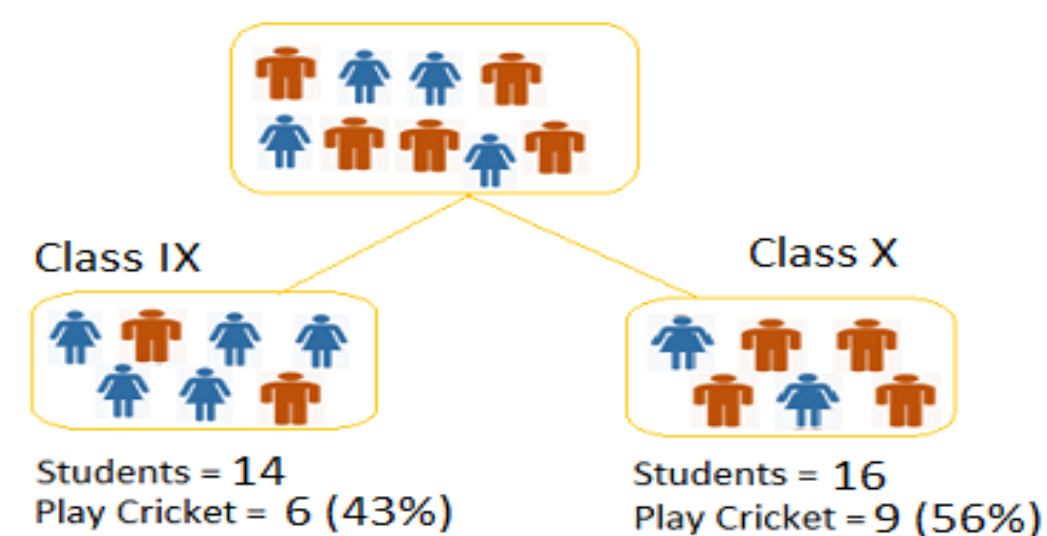 Class IX
Class X
Students = 14
Play Cricket = 6 (43%)
Students = 16
Play Cricket = 9 (56%)